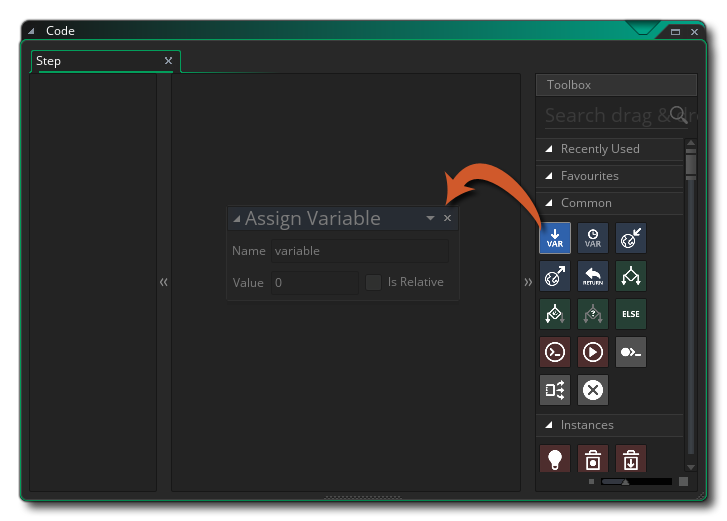 Code
Step
Toolbox
Search drag & dro
Recently Used
Favourites
Common
VAR
VAR
RETURN
ELSE
Instances
Assign Variable
Name variable
Value 0 Is Relative